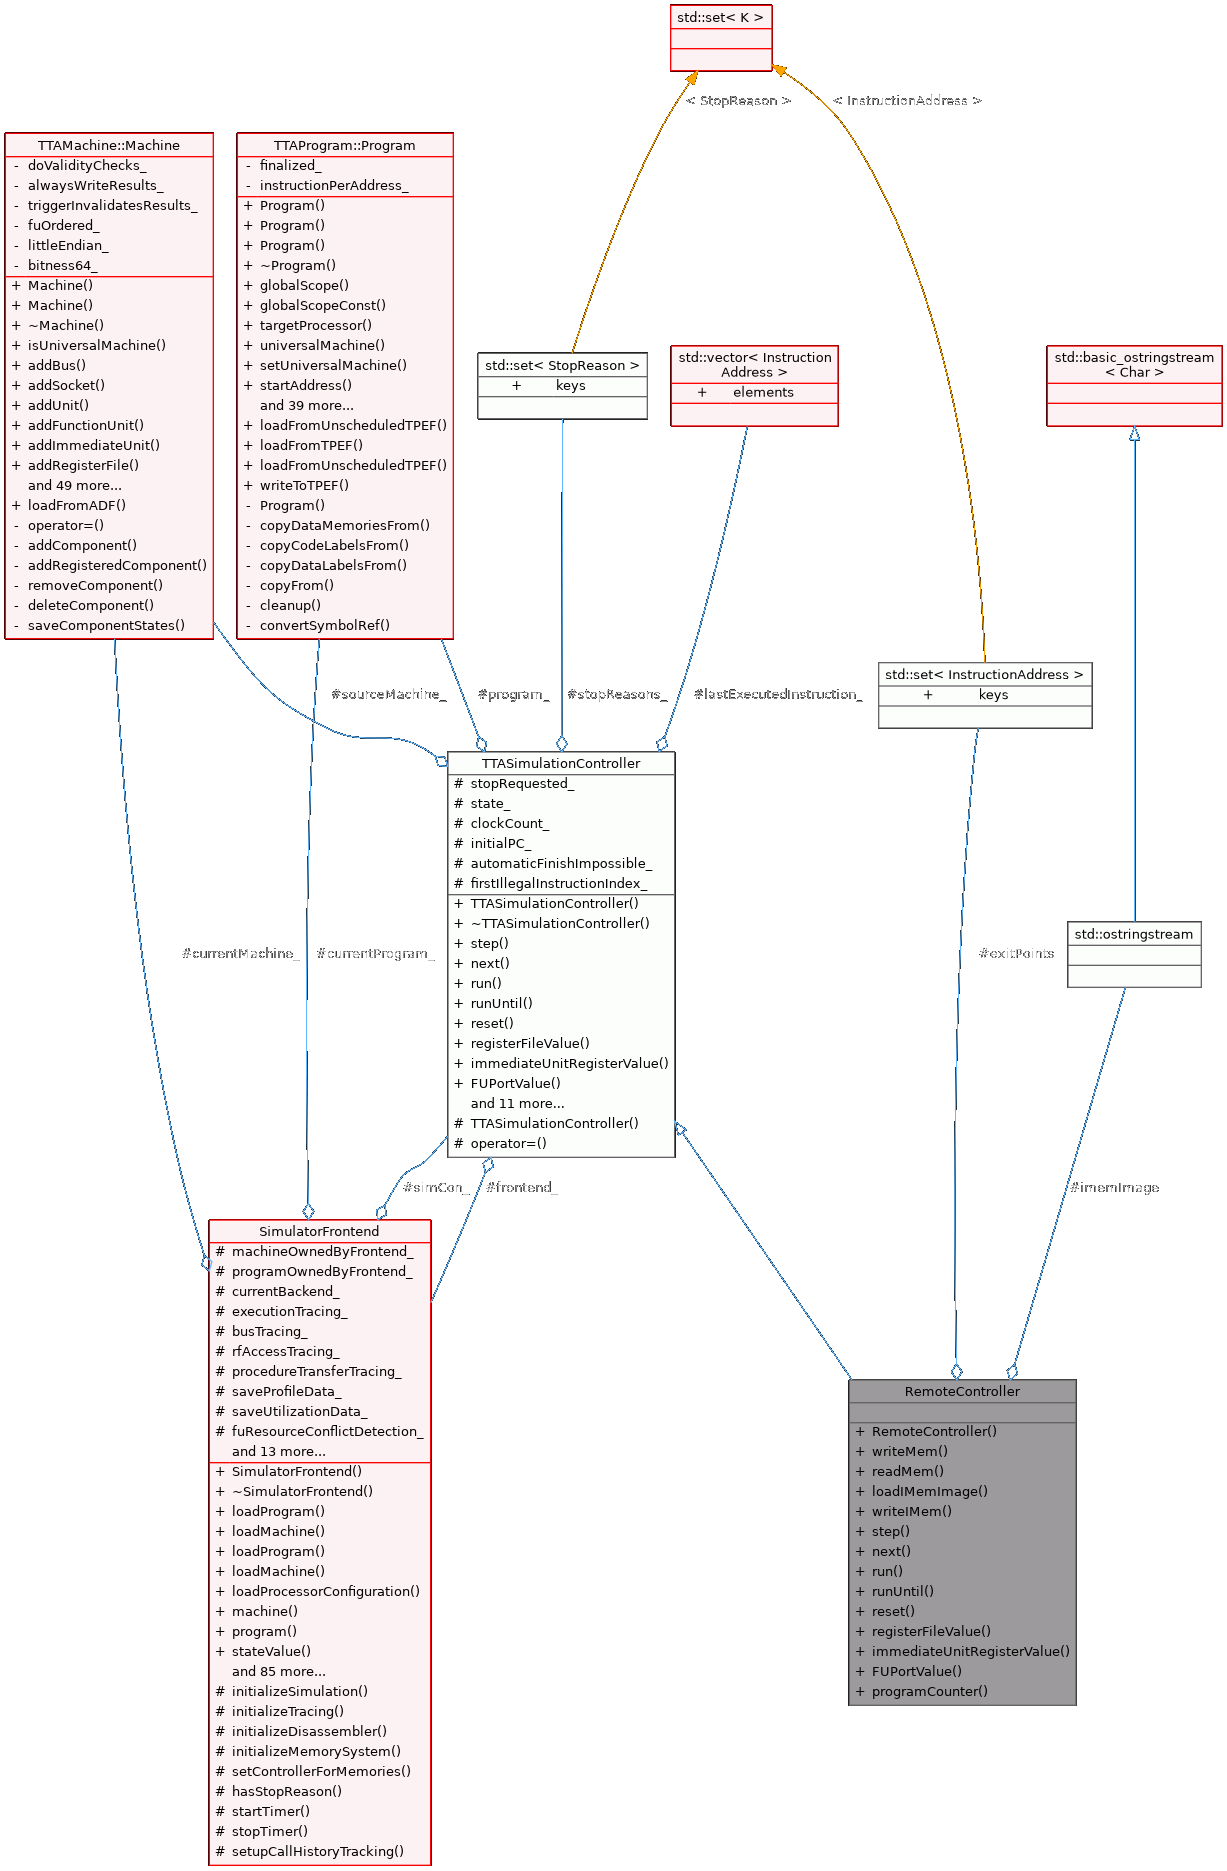 std::set< K >
< StopReason >
< InstructionAddress >
TTAMachine::Machine
- doValidityChecks_
- alwaysWriteResults_
- triggerInvalidatesResults_
- fuOrdered_
- littleEndian_
- bitness64_
+ Machine()
+ Machine()
+ ~Machine()
+ isUniversalMachine()
+ addBus()
+ addSocket()
+ addUnit()
+ addFunctionUnit()
+ addImmediateUnit()
+ addRegisterFile()
and 49 more...
+ loadFromADF()
- operator=()
- addComponent()
- addRegisteredComponent()
- removeComponent()
- deleteComponent()
- saveComponentStates()
TTAProgram::Program
- finalized_
- instructionPerAddress_
+ Program()
+ Program()
+ Program()
+ ~Program()
+ globalScope()
+ globalScopeConst()
+ targetProcessor()
+ universalMachine()
+ setUniversalMachine()
+ startAddress()
and 39 more...
+ loadFromUnscheduledTPEF()
+ loadFromTPEF()
+ loadFromUnscheduledTPEF()
+ writeToTPEF()
- Program()
- copyDataMemoriesFrom()
- copyCodeLabelsFrom()
- copyDataLabelsFrom()
- copyFrom()
- cleanup()
- convertSymbolRef()
std::set< StopReason >
+ keys
std::vector< Instruction
Address >
+ elements
std::basic_ostringstream
< Char >
std::set< InstructionAddress >
+ keys
#sourceMachine_
#program_
#stopReasons_
#lastExecutedInstruction_
TTASimulationController
# stopRequested_
# state_
# clockCount_
# initialPC_
# automaticFinishImpossible_
# firstIllegalInstructionIndex_
+ TTASimulationController()
+ ~TTASimulationController()
+ step()
+ next()
+ run()
+ runUntil()
+ reset()
+ registerFileValue()
+ immediateUnitRegisterValue()
+ FUPortValue()
and 11 more...
# TTASimulationController()
# operator=()
std::ostringstream
#currentMachine_
#currentProgram_
#exitPoints
#simCon_
#frontend_
#imemImage
SimulatorFrontend
# machineOwnedByFrontend_
# programOwnedByFrontend_
# currentBackend_
# executionTracing_
# busTracing_
# rfAccessTracing_
# procedureTransferTracing_
# saveProfileData_
# saveUtilizationData_
# fuResourceConflictDetection_
and 13 more...
+ SimulatorFrontend()
+ ~SimulatorFrontend()
+ loadProgram()
+ loadMachine()
+ loadProgram()
+ loadMachine()
+ loadProcessorConfiguration()
+ machine()
+ program()
+ stateValue()
and 85 more...
# initializeSimulation()
# initializeTracing()
# initializeDisassembler()
# initializeMemorySystem()
# setControllerForMemories()
# hasStopReason()
# startTimer()
# stopTimer()
# setupCallHistoryTracking()
RemoteController
+ RemoteController()
+ writeMem()
+ readMem()
+ loadIMemImage()
+ writeIMem()
+ step()
+ next()
+ run()
+ runUntil()
+ reset()
+ registerFileValue()
+ immediateUnitRegisterValue()
+ FUPortValue()
+ programCounter()